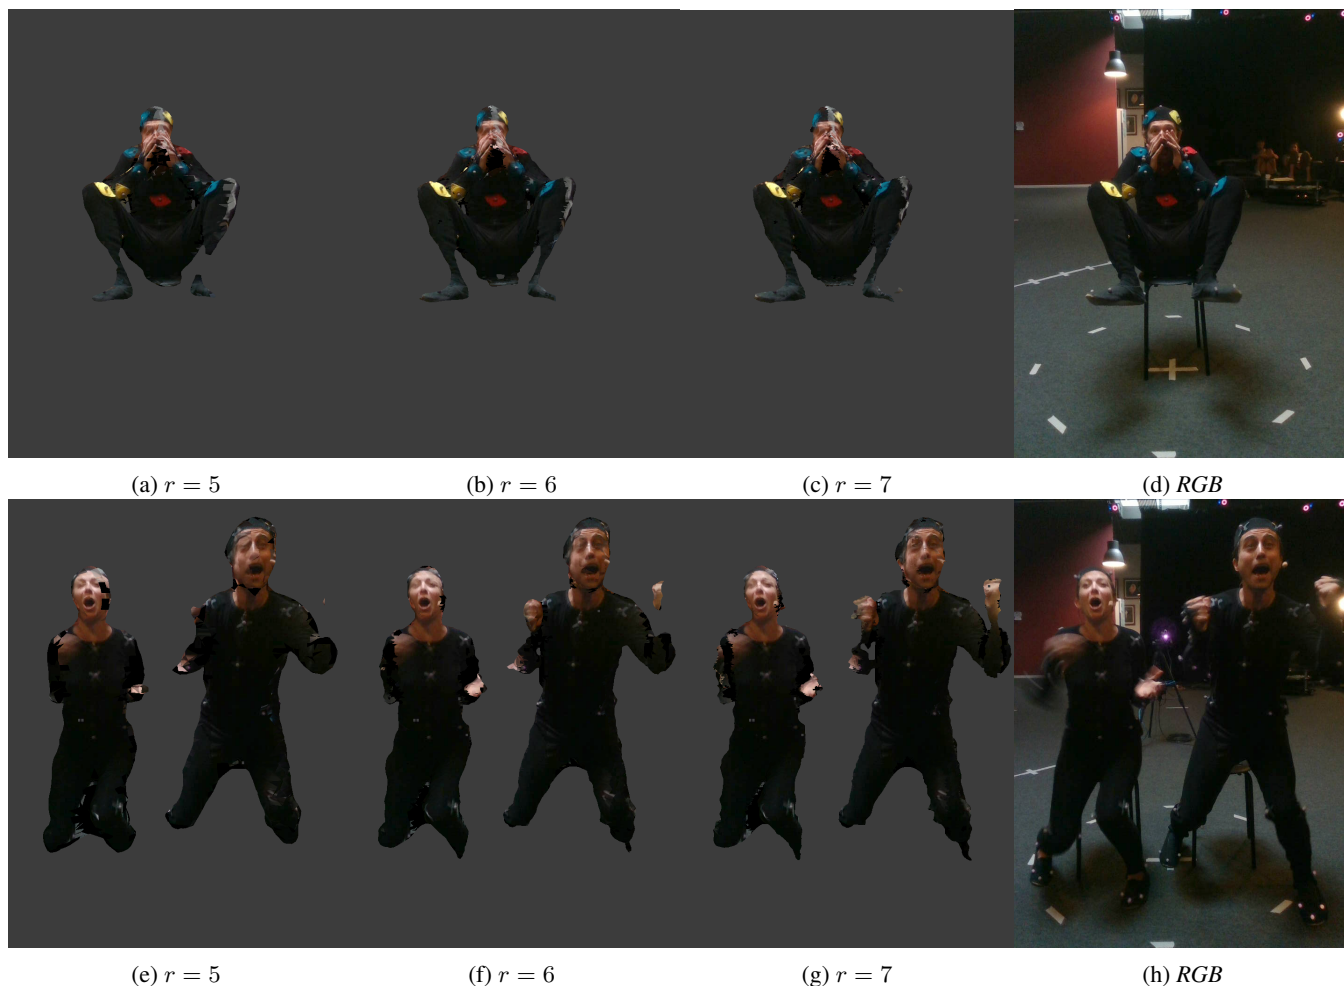 (a) r = 5
(b) r = 6
(c) r = 7
(d) RGB
(e) r = 5
(f) r = 6
(g) r = 7
(h) RGB